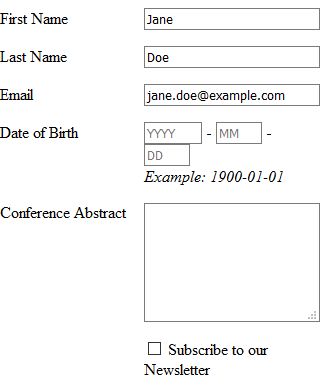 First Name Jane
Last Name Doe
Email jane.doe@example.com
Date of Birth YYYY - MM -
DD
Example: 1900-01-01
Conference Abstract
Subscribe to our
Newsletter